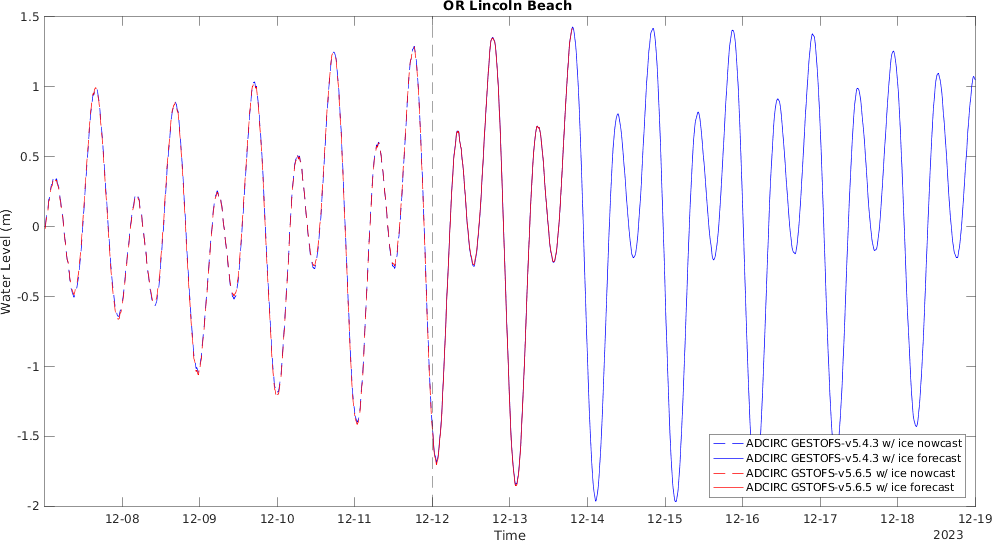 OR Lincoln Beach
1.5
1
0.5
0
-0.5
-1
-1.5
-2
Water Level (m)
12-08 12-09 12-10 12-11 12-12 12-13 12-14 12-15 12-16 12-17 12-18 12-19
Time
2023
ADCIRC GESTOFS-v5.4.3 w/ ice nowcast
ADCIRC GESTOFS-v5.4.3 w/ ice forecast
ADCIRC GSTOFS-v5.6.5 w/ ice nowcast
ADCIRC GSTOFS-v5.6.5 w/ ice forecast